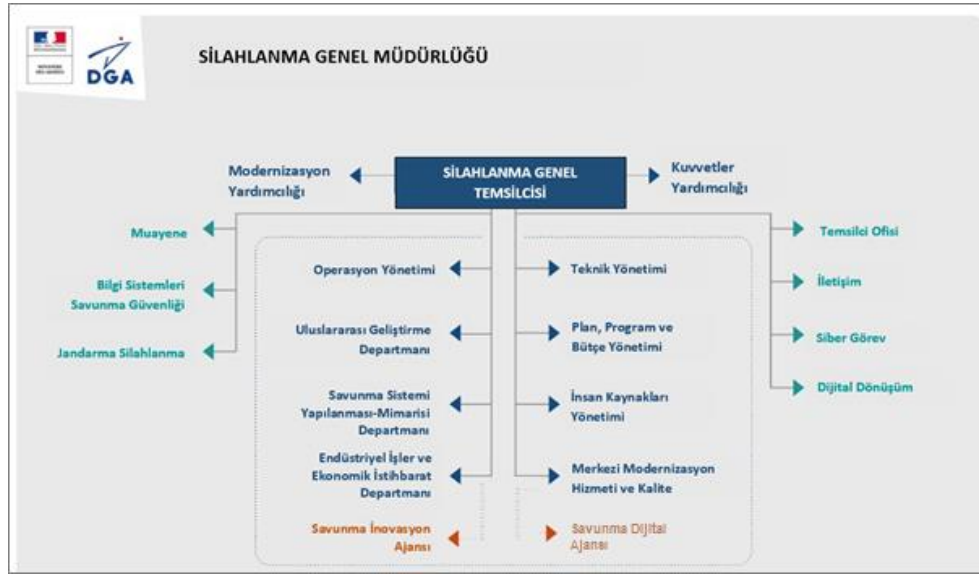 DGA
SİLAHLANMA GENEL MÜDÜRLÜĞÜ
SİLAHLANMA GENEL
TEMSİLCİSİ
Modernizasyon
Yardımcılığı
Kuvvetler
Yardımcılığı
Muayene
Bilgi Sistemleri
Savunma Güvenliği
Jandarma Silahlanma
Operasyon Yönetimi
Uluslararası Geliştirme
Departmanı
Savunma Sistemi
Yapılanması-Mimarisi
Departmanı
Endüstriyel İşler ve
Ekonomik İstihbarat
Departmanı
Savunma İnovasyon
Ajansı
Teknik Yönetimi
Plan, Program ve
Bütçe Yönetimi
İnsan Kaynakları
Yönetimi
Merkezi Modernizasyon
Hizmeti ve Kalite
Savunma Dijital
Ajansı
Temsilci Ofisi
İletişim
Siber Görev
Dijital Dönüşüm